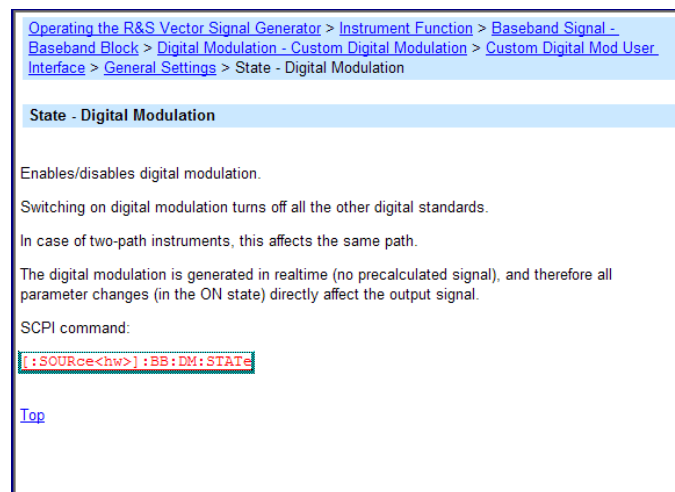 Operating the R&S Vector Signal Generator > Instrument Function > Baseband Signal -
Baseband Block > Digital Modulation - Custom Digital Modulation > Custom Digital Mod User
Interface > General Settings > State - Digital Modulation
State - Digital Modulation
Enables/disables digital modulation.
Switching on digital modulation turns off all the other digital standards.
In case of two-path instruments, this affects the same path.
The digital modulation is generated in realtime (no precalculated signal), and therefore all
parameter changes (in the ON state) directly affect the output signal.
SCPI command:
[:SOURce<hw>]:BB:DM:STATe
Top